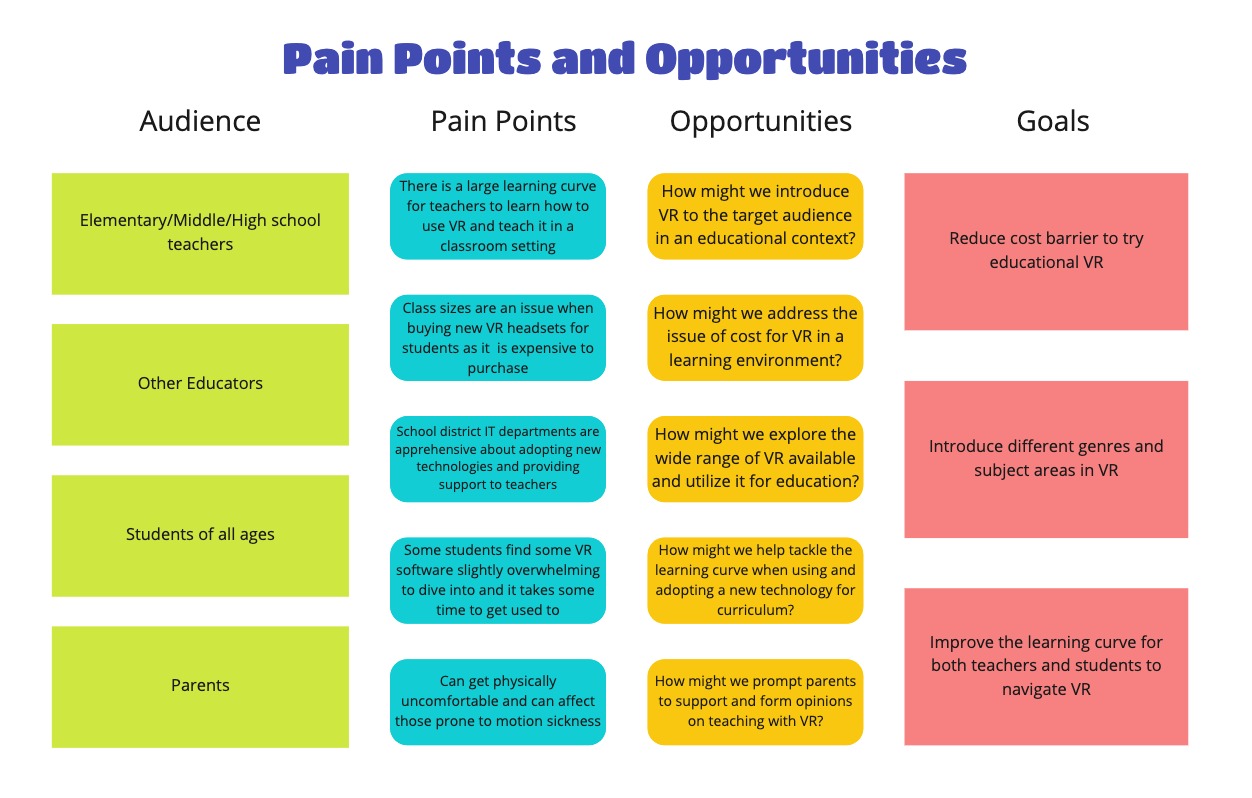 Pain Points and Opportunities
Audience
Elementary/Middle/High school
teachers
Other Educators
Students of all ages
Parents
Pain Points
There is a large learning curve
for teachers to learn how to
use VR and teach it in a
classroom setting
Class sizes are an issue when
buying new VR headsets for
students as it  is expensive to
purchase
School district IT departments are
apprehensive about adopting new
technologies and providing
support to teachers
Some students find some VR
software slightly overwhelming
to dive into and it takes some
time to get used to
Can get physically
uncomfortable and can affect
those prone to motion sickness
Opportunities
How might we introduce
VR to the target audience
in an educational context?
How might we address the
issue of cost for VR in a
learning environment?
How might we explore the
wide range of VR available
and utilize it for education?
How might we help tackle the
learning curve when using and
adopting a new technology for
curriculum?
How might we prompt parents
to support and form opinions
on teaching with VR?
Goals
Reduce cost barrier to try
educational VR
Introduce different genres and
subject areas in VR
Improve the learning curve for
both teachers and students to
navigate VR